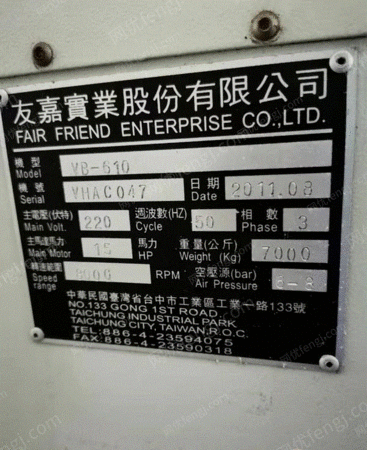 友嘉實業股份有限公司
FAIR FRIEND ENTERPRISE CO.,LTD.
機型 Model VB-610
機號 Serial VHAC047 日期 Date 2011.08
主電壓(伏特) Main Volt. 220 週波數(HZ) Cycle 50 相數 Phase 3
主馬達馬力 Main Motor 15 馬力 HP 重量(公斤) Weight (Kg) 7000
轉速範圍 Speed range 8000 RPM 空壓源(bar) Air Pressure 6-8
中華民國臺灣省台中市工業區工業一路133號
NO.133 GONG 1ST ROAD.
TAICHUNG INDUSTRIAL PARK
TAICHUNG CITY,TAIWAN,R.O.C.
TEL:886-4-23594075
FAX:886-4-23590318